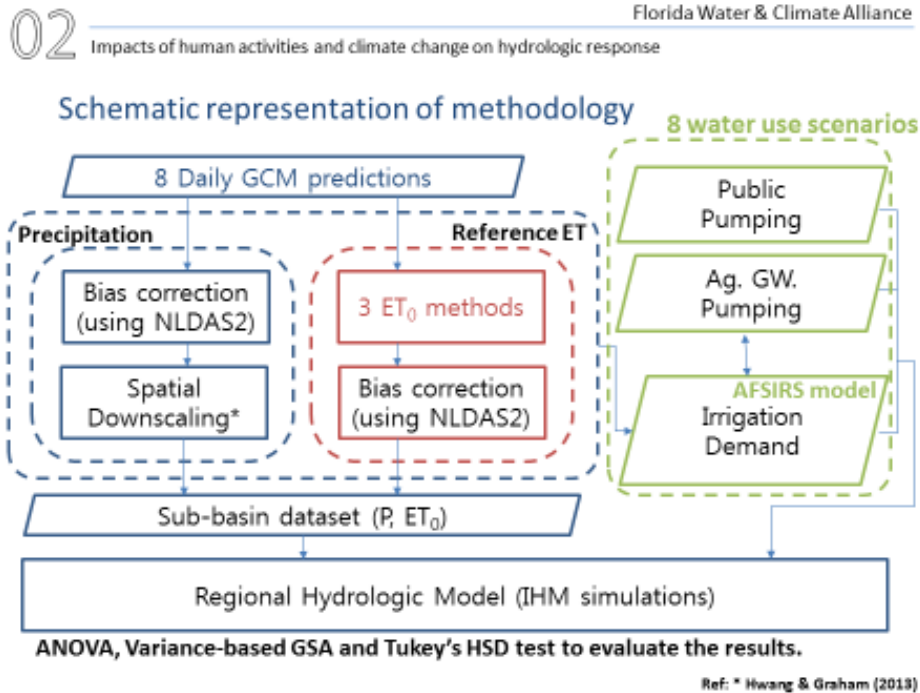 Florida Water & Climate Alliance
02
Impacts of human activities and climate change on hydrologic response
Schematic representation of methodology
8 water use scenarios
8 Daily GCM predictions
Precipitation
Reference ET
Bias correction
(using NLDAS2)
Spatial
Downscaling*
3 ET₀ methods
Bias correction
(using NLDAS2)
Public
Pumping
Ag. GW.
Pumping
AFSIRS model
Irrigation
Demand
Sub-basin dataset (P, ET₀)
Regional Hydrologic Model (IHM simulations)
ANOVA, Variance-based GSA and Tukey's HSD test to evaluate the results.
Ref: * Hwang & Graham (2013)